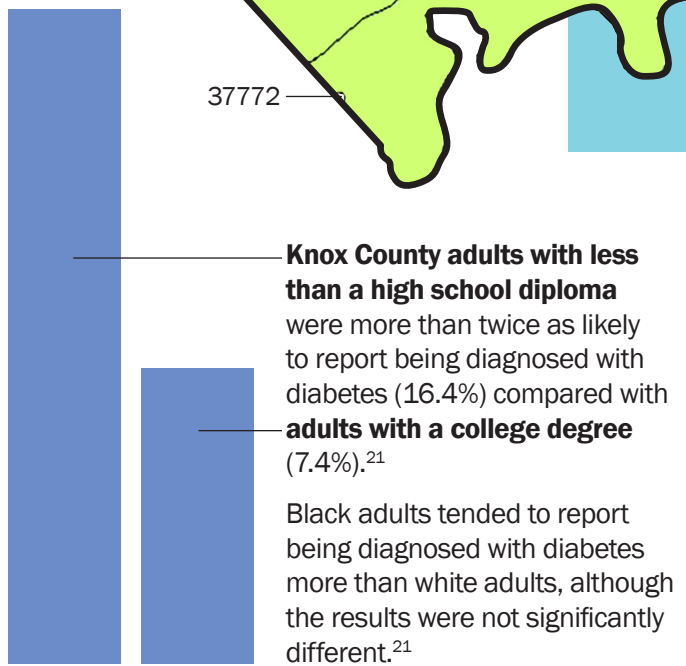 37772
Knox County adults with less
than a high school diploma
were more than twice as likely
to report being diagnosed with
diabetes (16.4%) compared with
adults with a college degree
(7.4%).21
Black adults tended to report
being diagnosed with diabetes
more than white adults, although
the results were not significantly
different.21